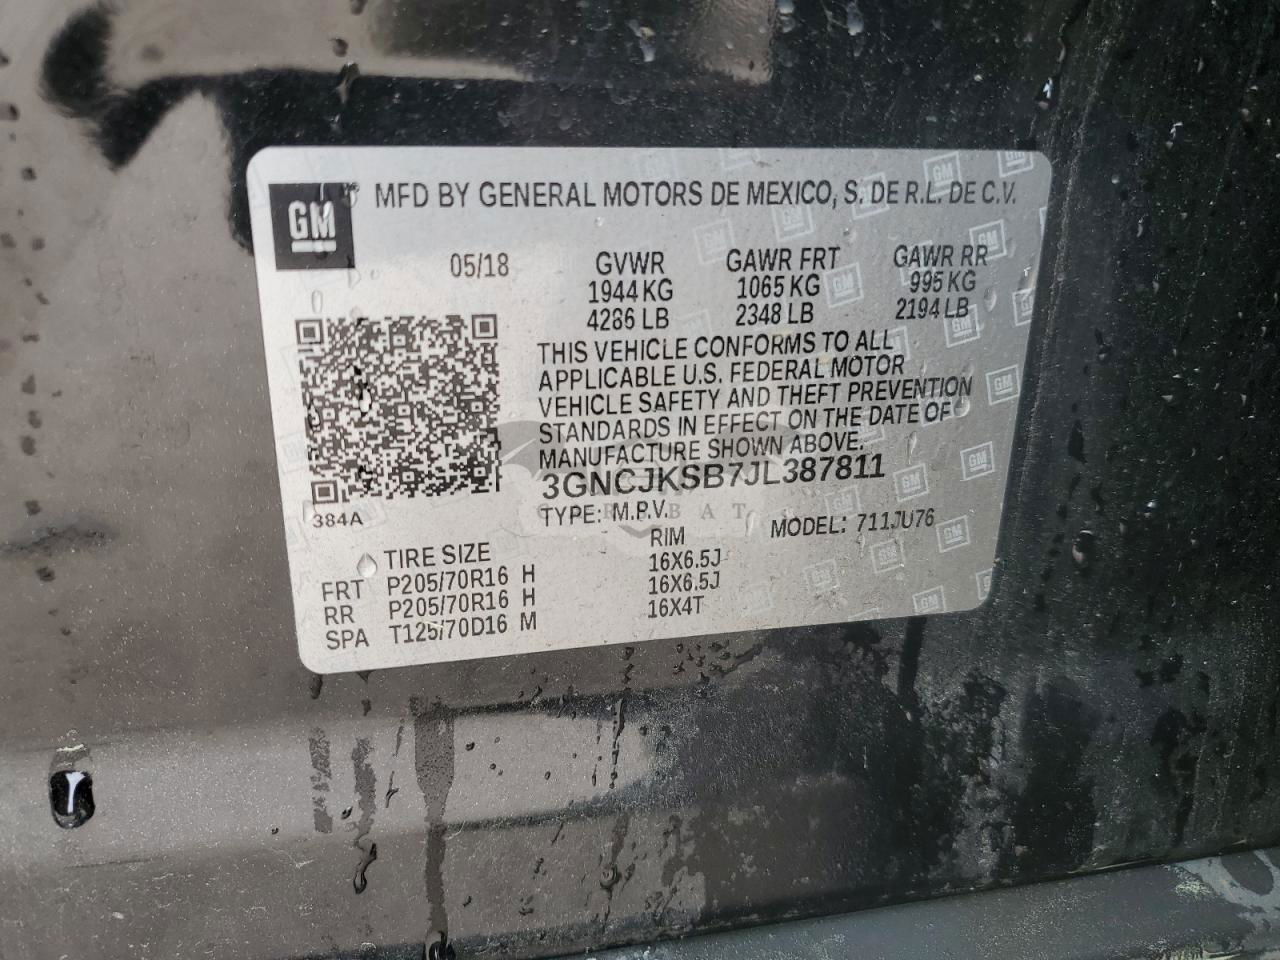 GM
MFD BY GENERAL MOTORS DE MEXICO, S. DE R.L. DE C.V.
05/18
GVWR GAWR FRT GAWR RR
1944 KG 1065 KG 995 KG
4286 LB 2348 LB 2194 LB
THIS VEHICLE CONFORMS TO ALL
APPLICABLE U.S. FEDERAL MOTOR
VEHICLE SAFETY AND THEFT PREVENTION
STANDARDS IN EFFECT ON THE DATE OF
MANUFACTURE SHOWN ABOVE.
3GNCJKSB7JL387811
384A
TYPE: M.P.V. MODEL: 711JU76
TIRE SIZE RIM
FRT P205/70R16 H 16X6.5J
RR P205/70R16 H 16X6.5J
SPA T125/70D16 M 16X4T